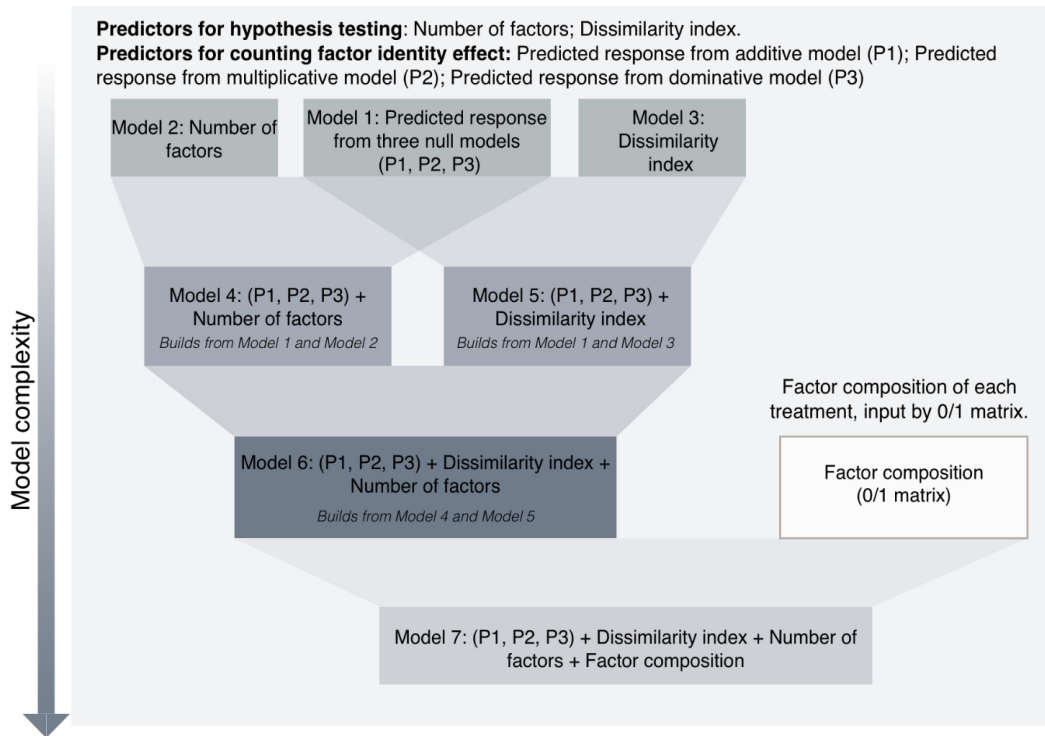 Predictors for hypothesis testing: Number of factors; Dissimilarity index.
Predictors for counting factor identity effect: Predicted response from additive model (P1); Predicted
response from multiplicative model (P2); Predicted response from dominative model (P3)
Model 2: Number of
factors
Model 1: Predicted response
from three null models
(P1, P2, P3)
Model 3:
Dissimilarity
index
Model 4: (P1, P2, P3) +
Number of factors
Builds from Model 1 and Model 2
Model 5: (P1, P2, P3) +
Dissimilarity index
Builds from Model 1 and Model 3
Model complexity
Factor composition of each
treatment, input by 0/1 matrix.
Model 6: (P1, P2, P3) + Dissimilarity index +
Number of factors
Builds from Model 4 and Model 5
Factor composition
(0/1 matrix)
Model 7: (P1, P2, P3) + Dissimilarity index + Number of
factors + Factor composition